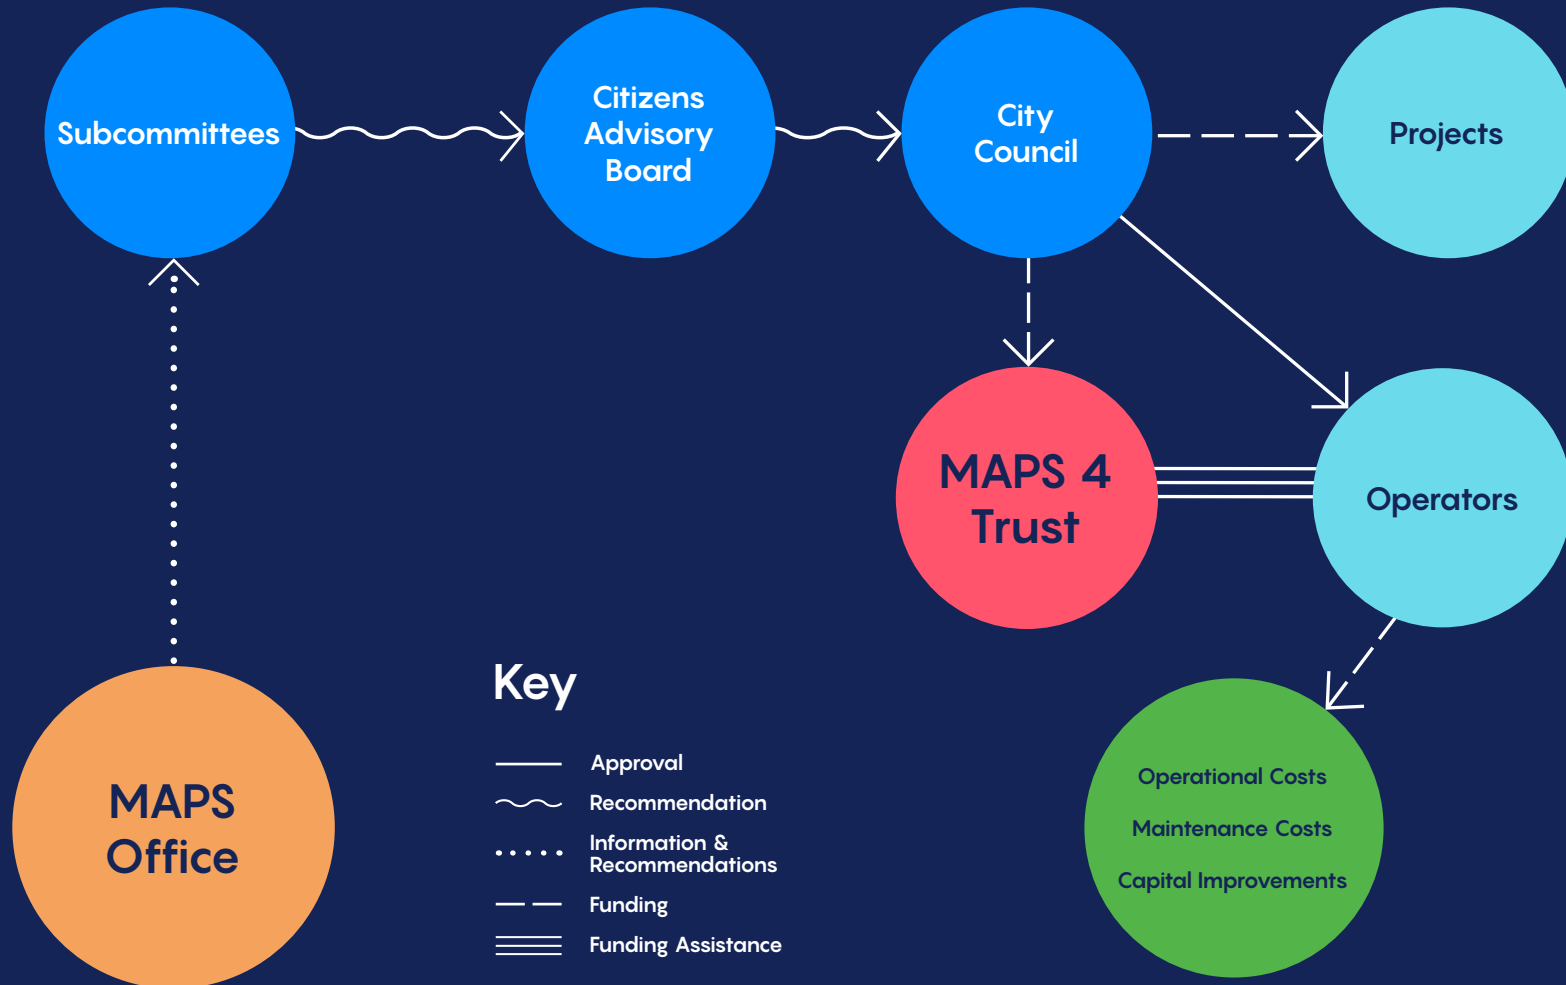 Subcommittees
Citizens
Advisory
Board
City
Council
Projects
MAPS 4
Trust
Operators
MAPS
Office
Key
Approval
Recommendation
Information &
Recommendations
Funding
Funding Assistance
Operational Costs
Maintenance Costs
Capital Improvements